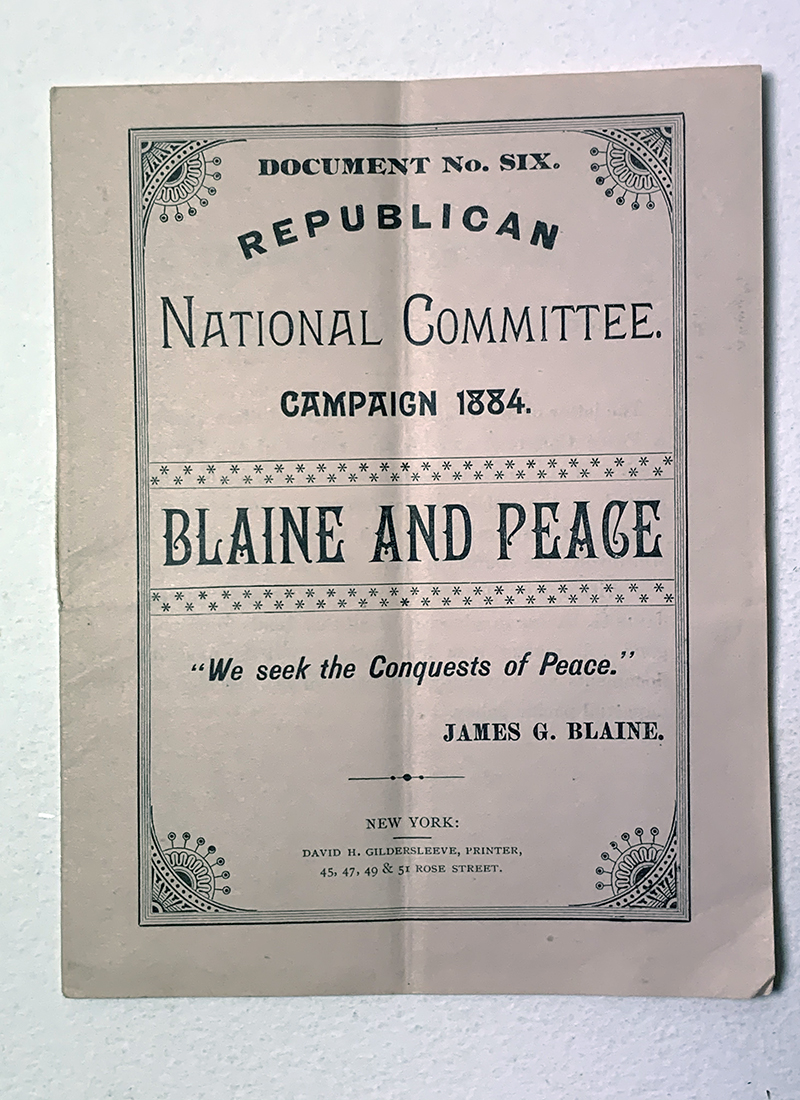 DOCUMENT No. SIX.
REPUBLICAN
NATIONAL COMMITTEE.
CAMPAIGN 1884.
BLAINE AND PEACE
"We seek the Conquests of Peace."
JAMES G. BLAINE.
NEW YORK:
DAVID H. GILDERSLEEVE, PRINTER,
45, 47, 49 & 51 ROSE STREET.